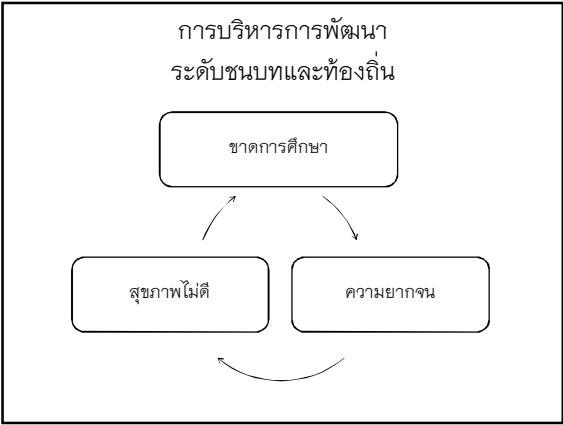 การบริหารการพัฒนา
ระดับชนบทและท้องถิ่น
ขาดการศึกษา
สุขภาพไม่ดี
ความยากจน